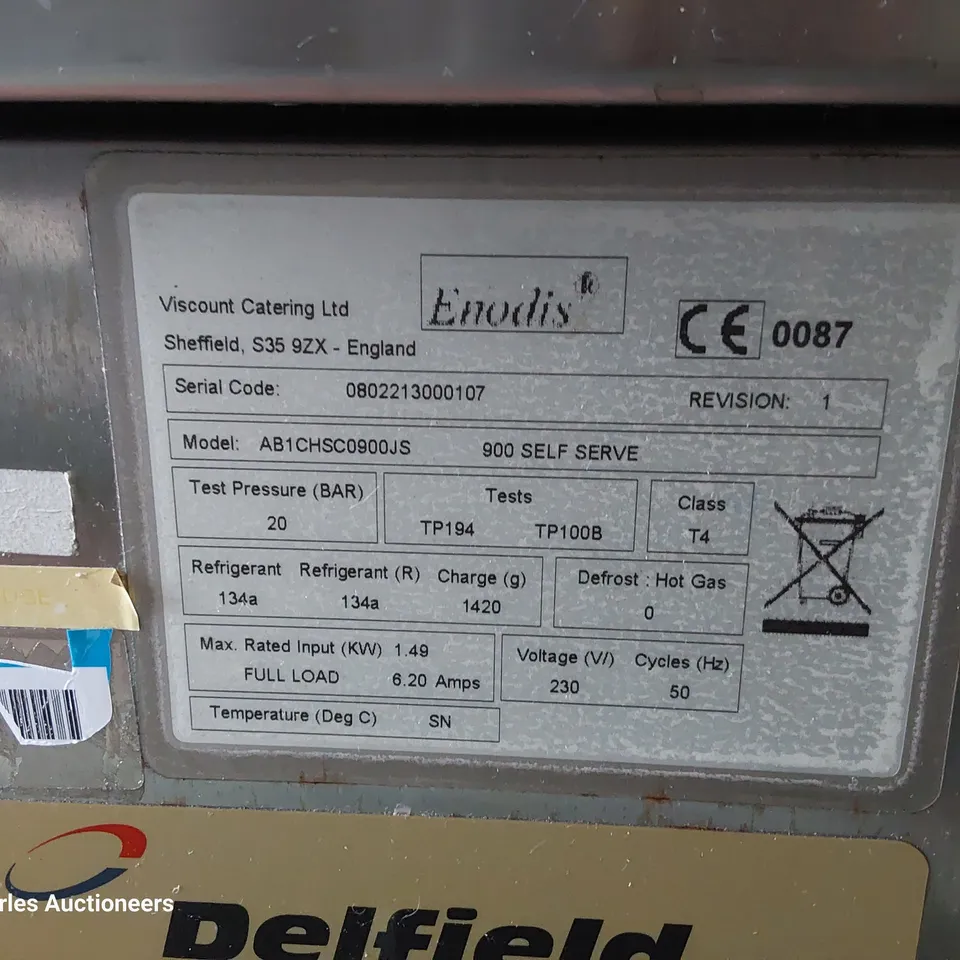 Viscount Catering Ltd
Enodis®
Sheffield, S35 9ZX - England
CE 0087
Serial Code: 0802213000107 REVISION: 1
Model: AB1CHSC0900JS 900 SELF SERVE
Test Pressure (BAR)
20
Tests
TP194 TP100B
Class
T4
Refrigerant Refrigerant (R) Charge (g)
134a 134a 1420
Defrost : Hot Gas
0
Max. Rated Input (KW) 1.49
FULL LOAD 6.20 Amps
Voltage (V/) Cycles (Hz)
230 50
Temperature (Deg C) SN
rles Auctioneers
Delfield